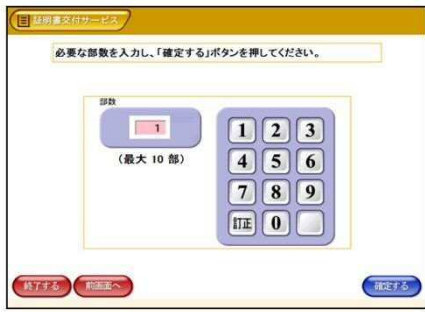 証明書交付サービス
必要な部数を入力し、「確定する」ボタンを押してください。
部数
1
(最大 10 部)
1 2 3
4 5 6
7 8 9
訂正 0
終了する 前画面へ 確定する